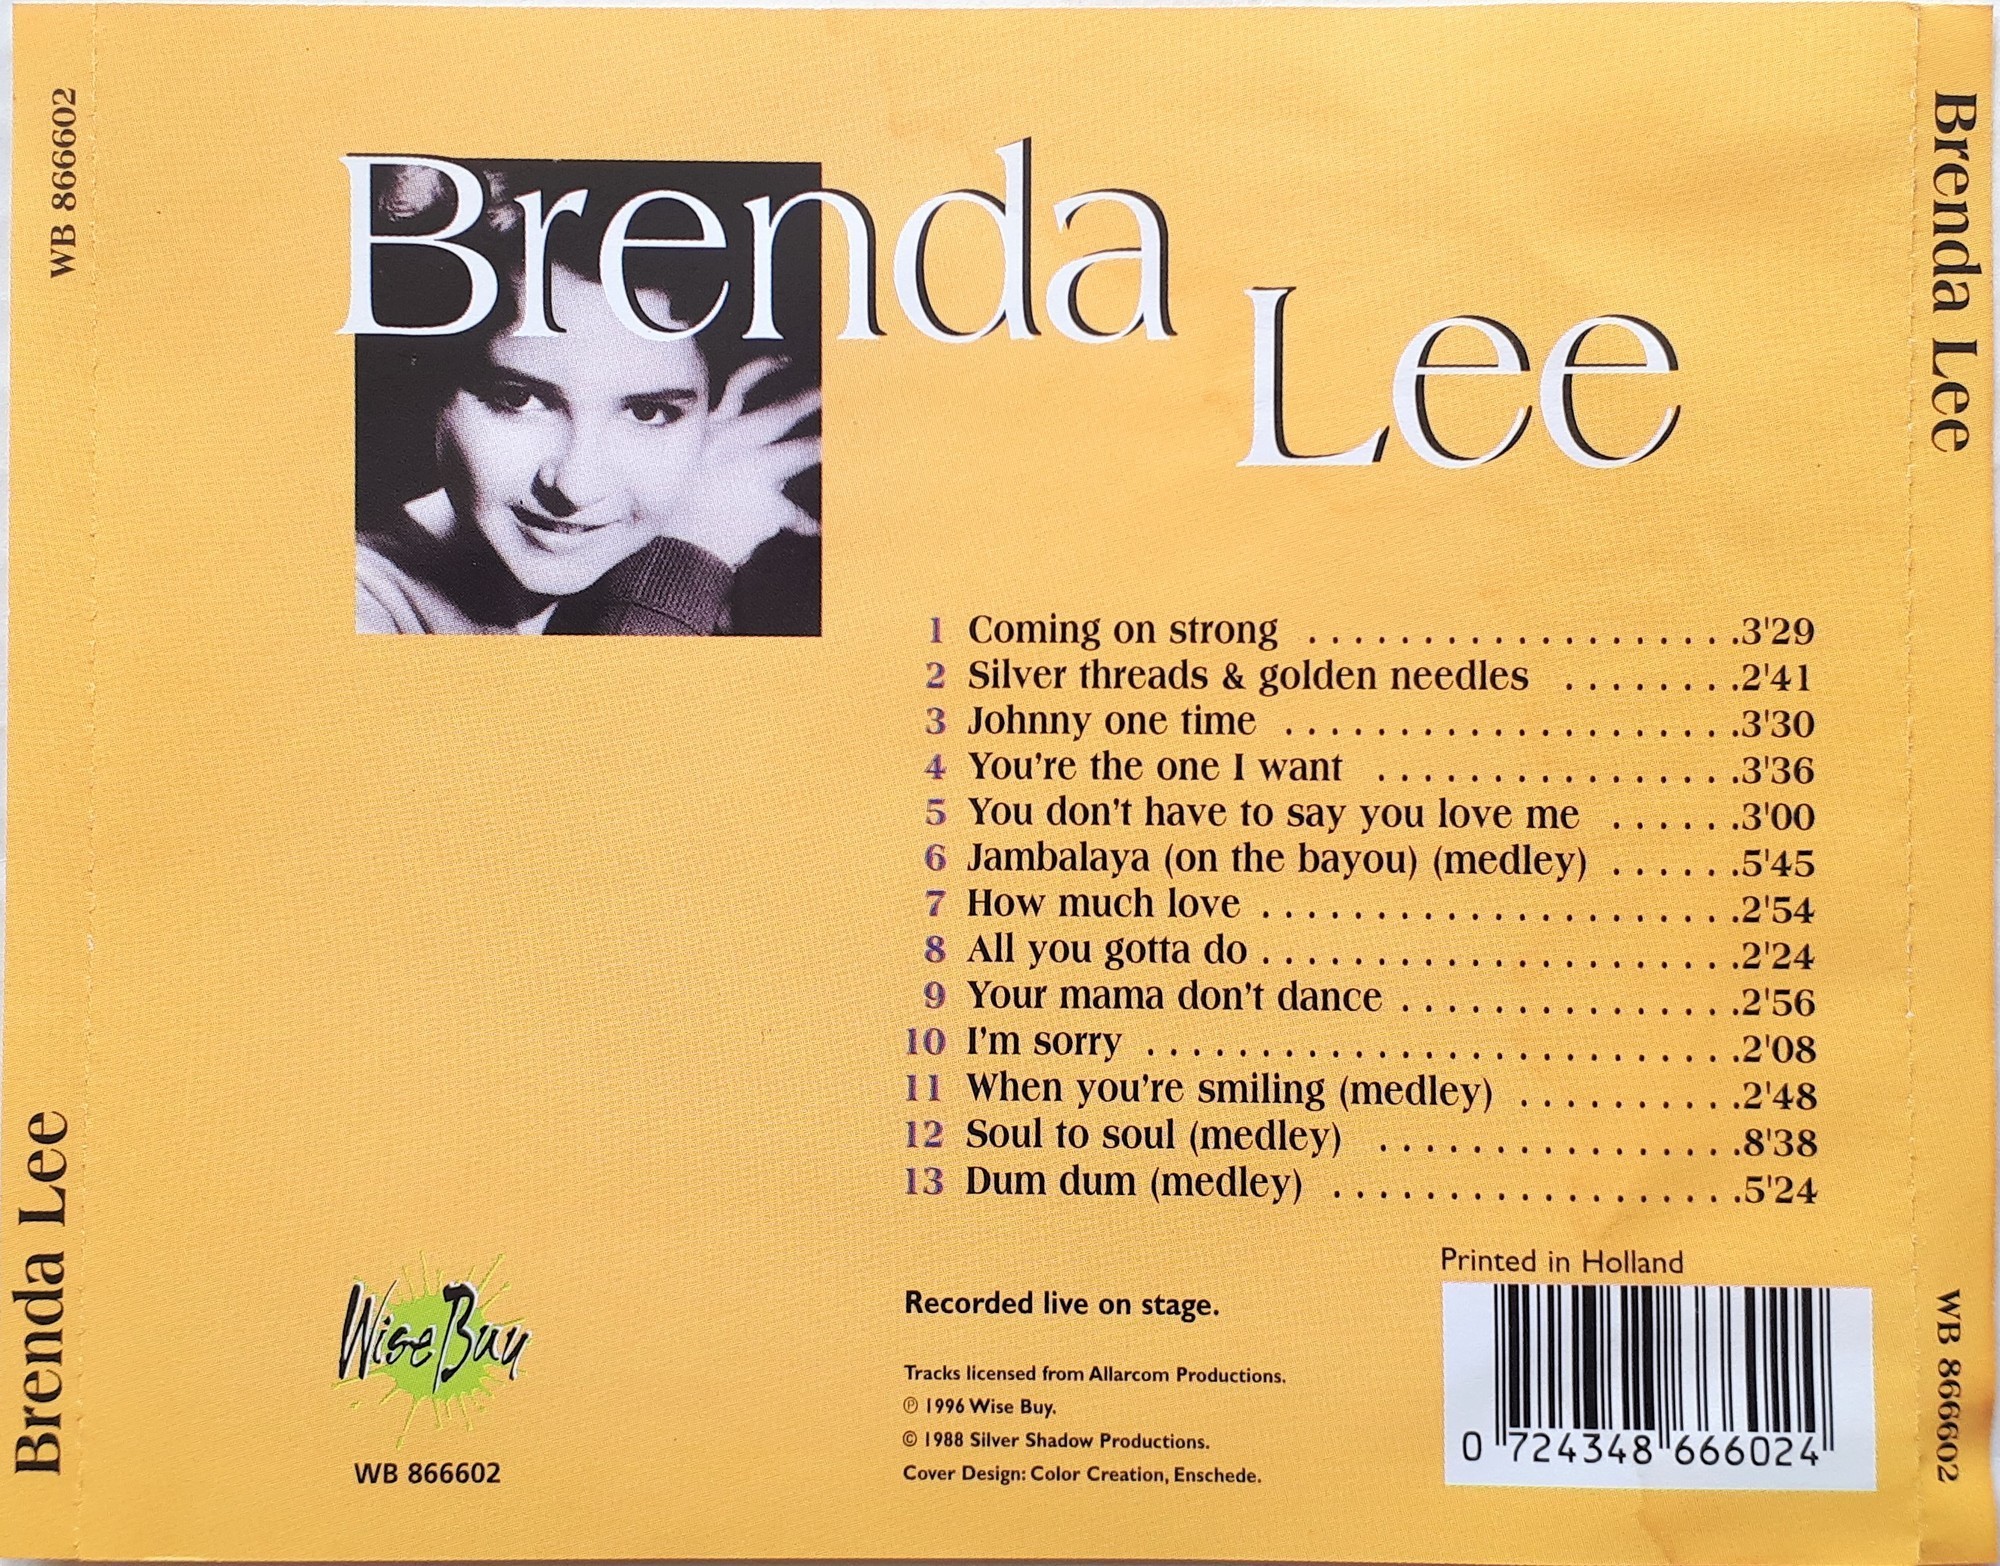 WB 866602
Brenda Lee
Brenda
Lee
1 Coming on strong ..................3'29
2 Silver threads & golden needles ........2'41
3 Johnny one time ....................3'30
4 You're the one I want ................3'36
5 You don't have to say you love me ......3'00
6 Jambalaya (on the bayou) (medley) ......5'45
7 How much love .....................2'54
8 All you gotta do .....................2'24
9 Your mama don't dance ...............2'56
10 I'm sorry ..........................2'08
11 When you're smiling (medley) ..........2'48
12 Soul to soul (medley) ................8'38
13 Dum dum (medley) ..................5'24
Wise Buy
WB 866602
Recorded live on stage.
Tracks licensed from Allarcom Productions.
℗ 1996 Wise Buy.
© 1988 Silver Shadow Productions.
Cover Design: Color Creation, Enschede.
Printed in Holland
0 724348 666024
Brenda Lee
WB 866602